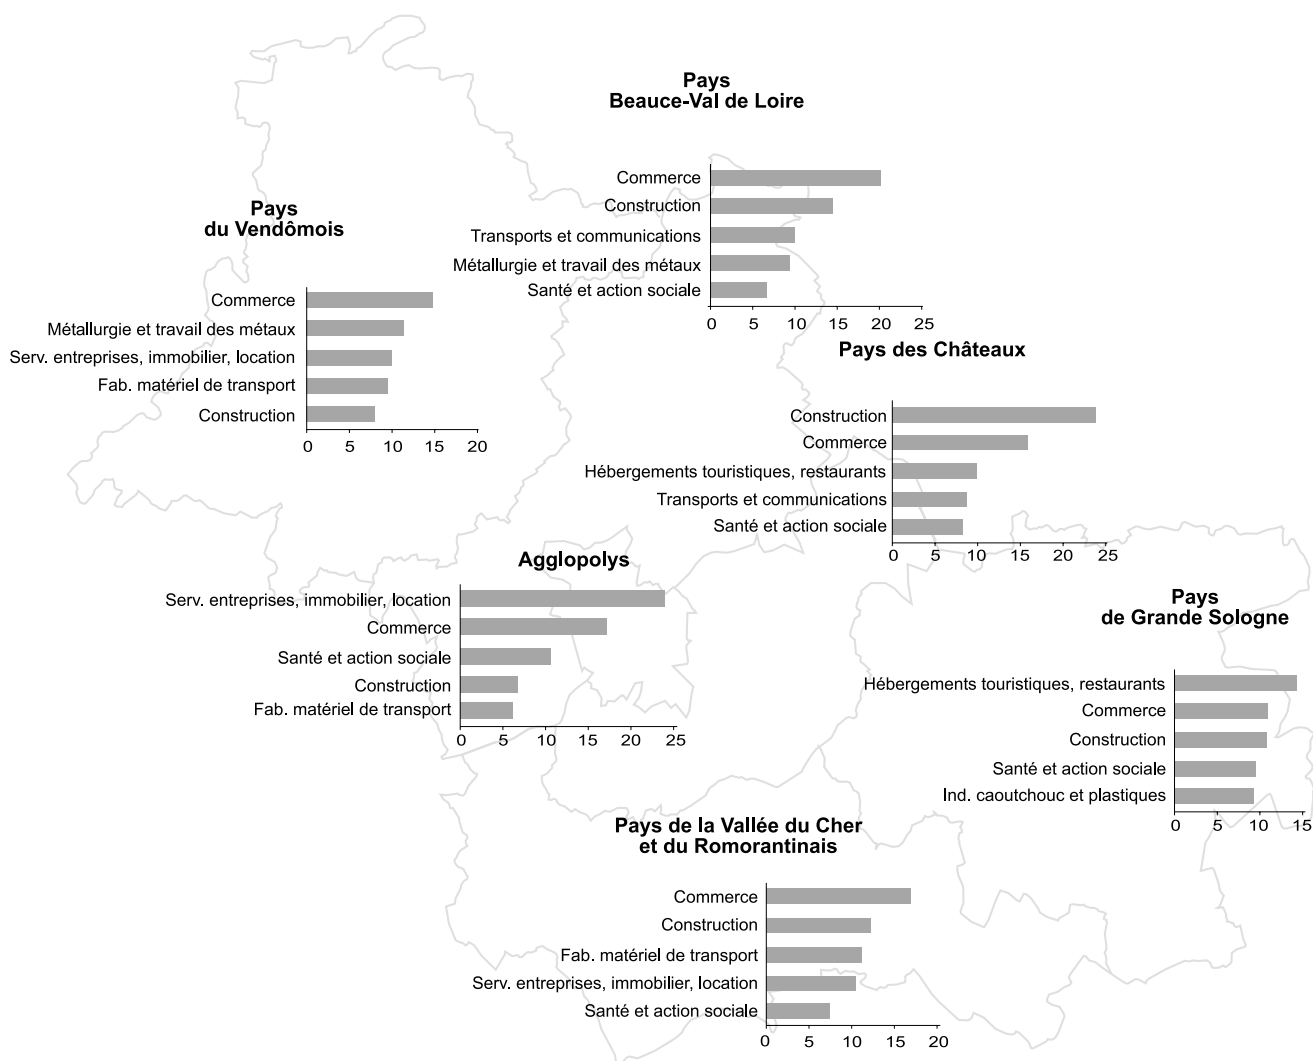 Pays
Beauce-Val de Loire
Commerce
Construction
Transports et communications
Métallurgie et travail des métaux
Santé et action sociale
0 5 10 15 20 25
Pays
du Vendômois
Commerce
Métallurgie et travail des métaux
Serv. entreprises, immobilier, location
Fab. matériel de transport
Construction
0 5 10 15 20
Pays des Châteaux
Construction
Commerce
Hébergements touristiques, restaurants
Transports et communications
Santé et action sociale
0 5 10 15 20 25
Agglopolys
Serv. entreprises, immobilier, location
Commerce
Santé et action sociale
Construction
Fab. matériel de transport
0 5 10 15 20 25
Pays
de Grande Sologne
Hébergements touristiques, restaurants
Commerce
Construction
Santé et action sociale
Ind. caoutchouc et plastiques
0 5 10 15
Pays de la Vallée du Cher
et du Romorantinais
Commerce
Construction
Fab. matériel de transport
Serv. entreprises, immobilier, location
Santé et action sociale
0 5 10 15 20